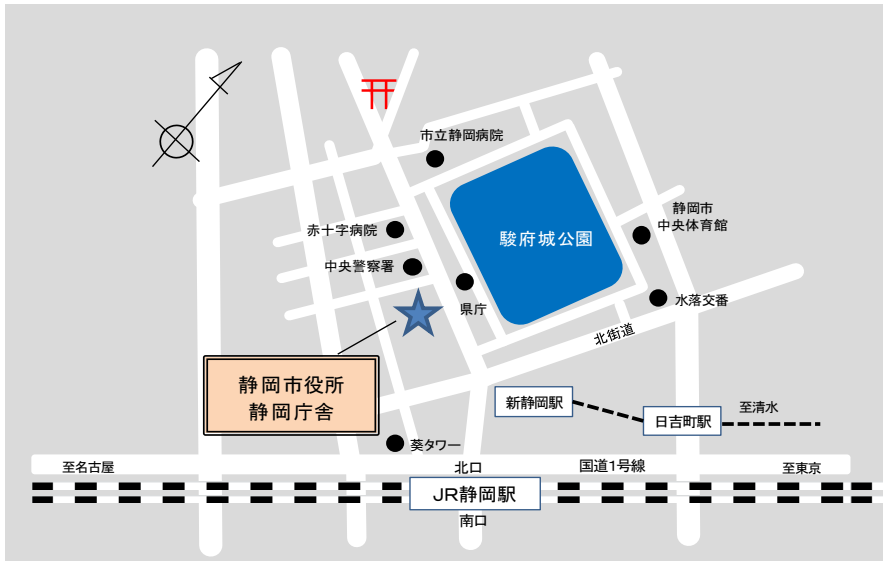 市立静岡病院
静岡市
中央体育館
赤十字病院
駿府城公園
中央警察署
県庁
水落交番
北街道
静岡市役所
静岡庁舎
新静岡駅
日吉町駅
至清水
葵タワー
至名古屋
北口
国道1号線
至東京
JR静岡駅
南口